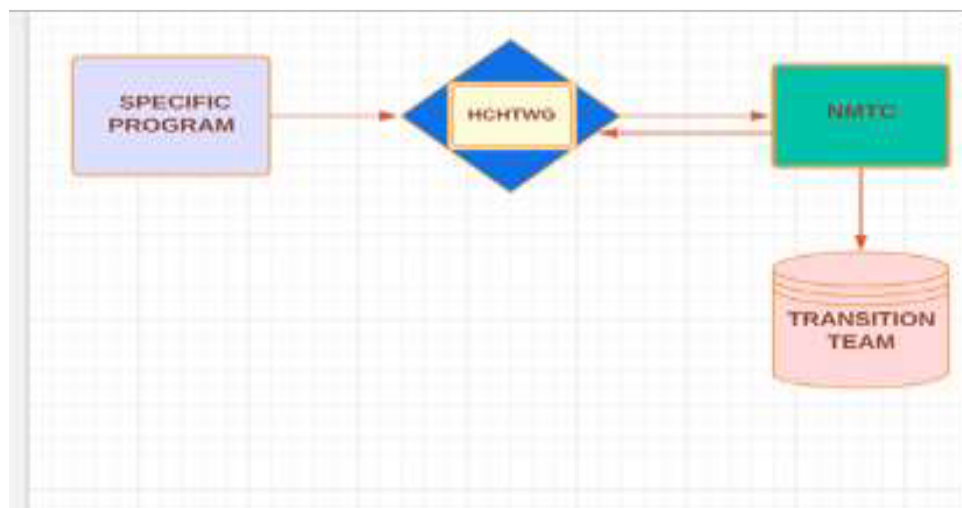 SPECIFIC
PROGRAM
HCHTWG
NMTC
TRANSITION
TEAM